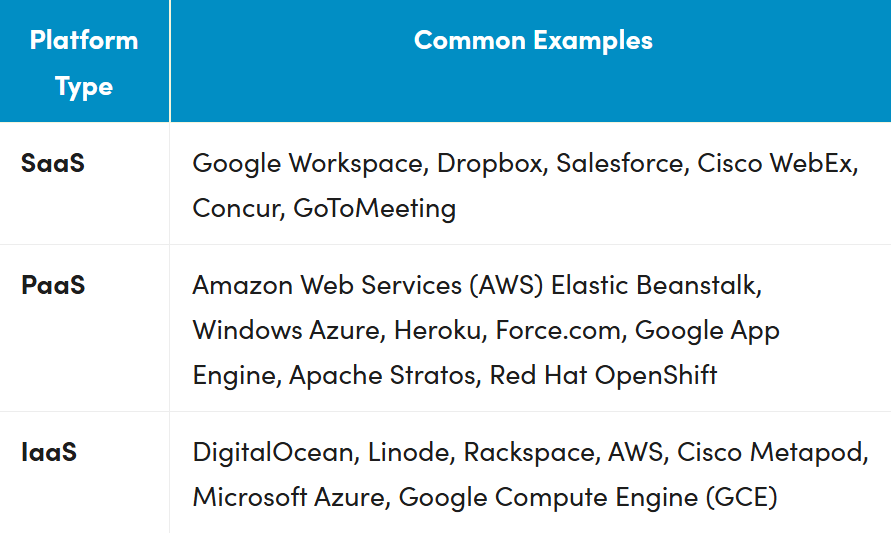 Platform
Type
Common Examples
SaaS
Google Workspace, Dropbox, Salesforce, Cisco WebEx,
Concur, GoToMeeting
PaaS
Amazon Web Services (AWS) Elastic Beanstalk,
Windows Azure, Heroku, Force.com, Google App
Engine, Apache Stratos, Red Hat OpenShift
IaaS
DigitalOcean, Linode, Rackspace, AWS, Cisco Metapod,
Microsoft Azure, Google Compute Engine (GCE)